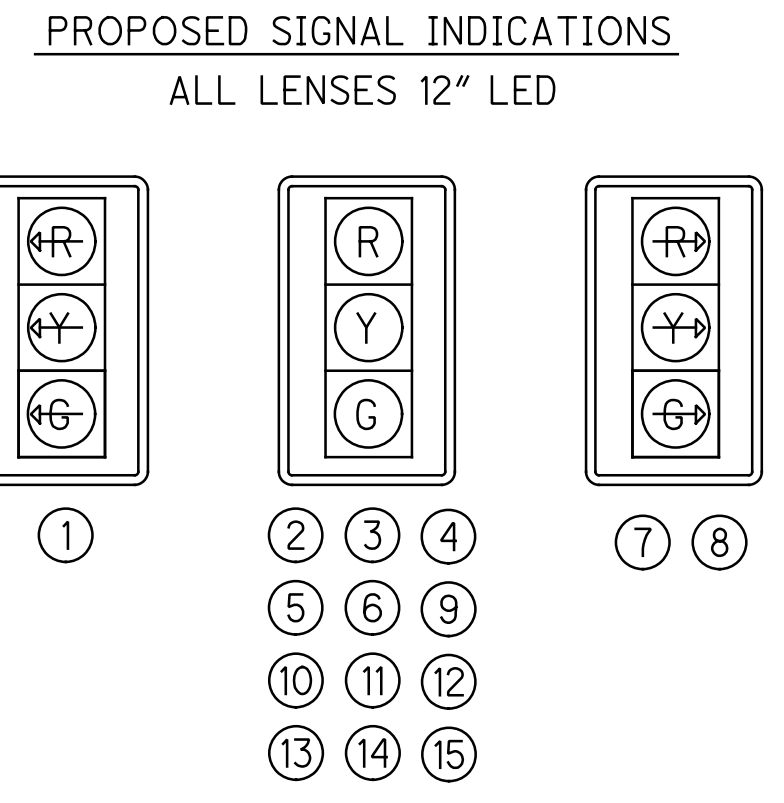 PROPOSED SIGNAL INDICATIONS
ALL LENSES 12" LED
R R R
Y Y Y
G G G
1
2 3 4
7 8
5 6 9
10 11 12
13 14 15